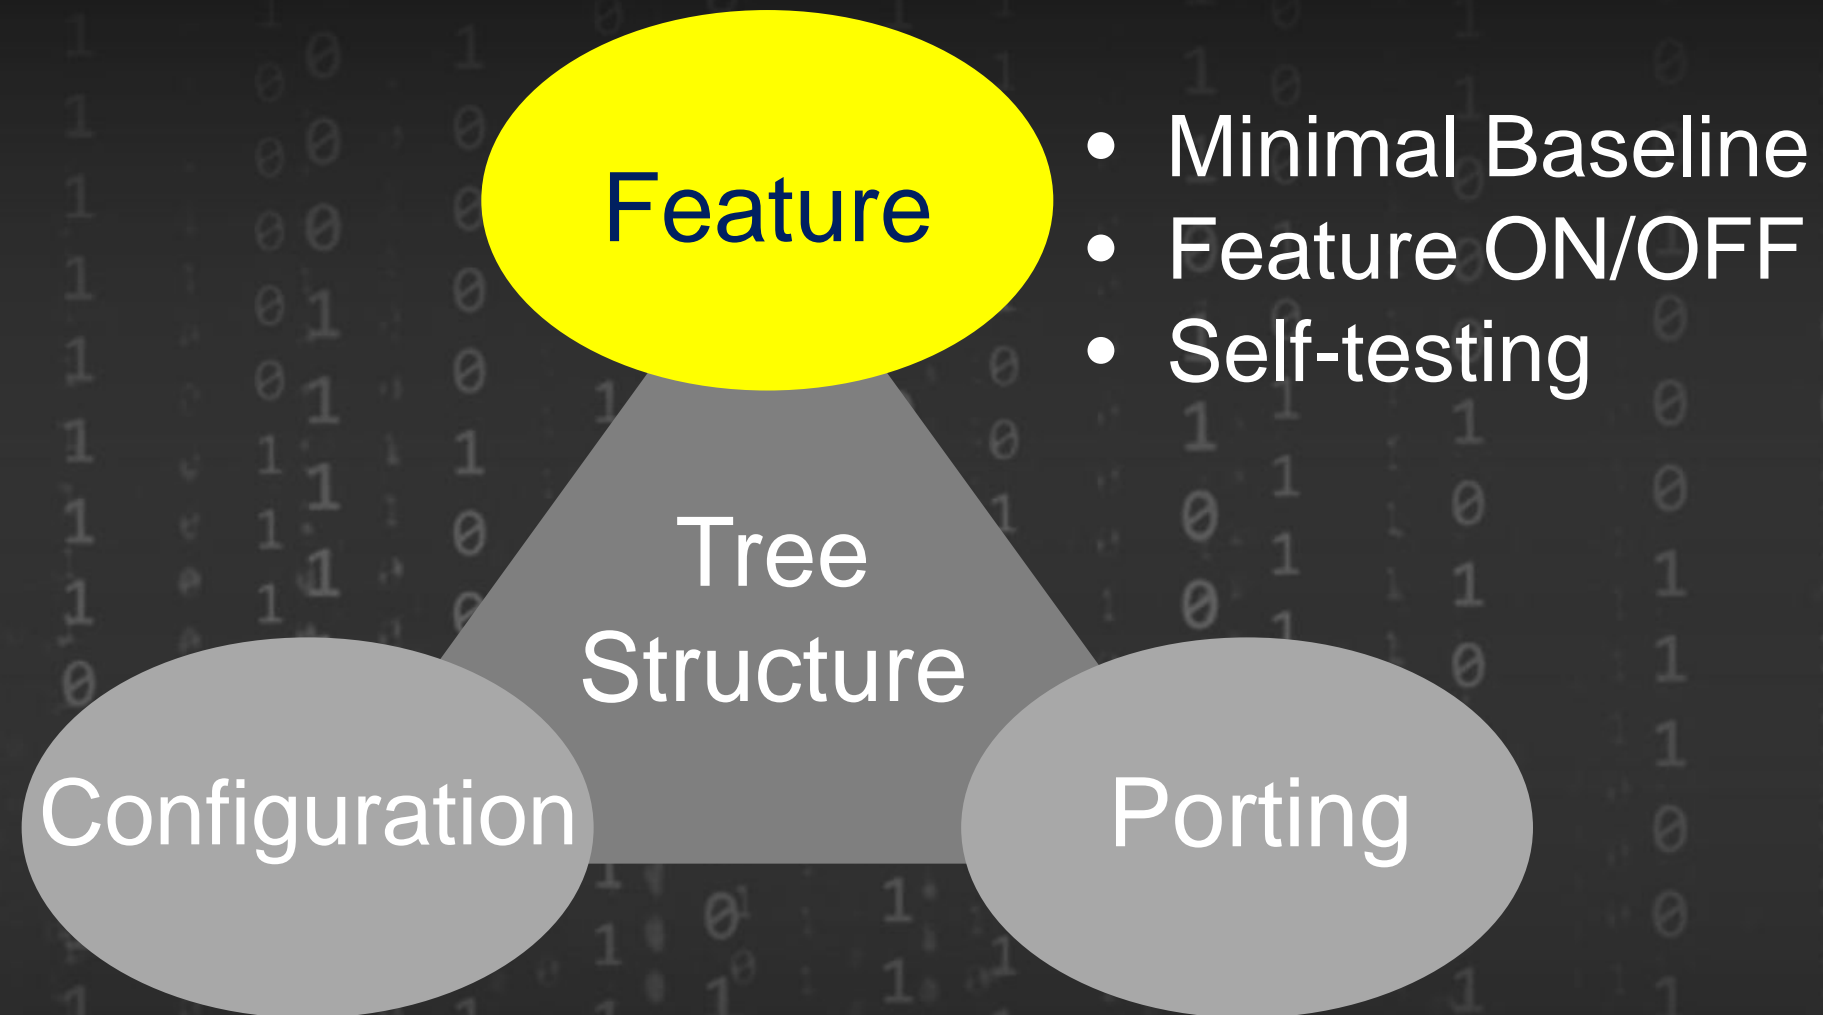 Feature
• Minimal Baseline
• Feature ON/OFF
• Self-testing
Tree
Structure
Configuration
Porting